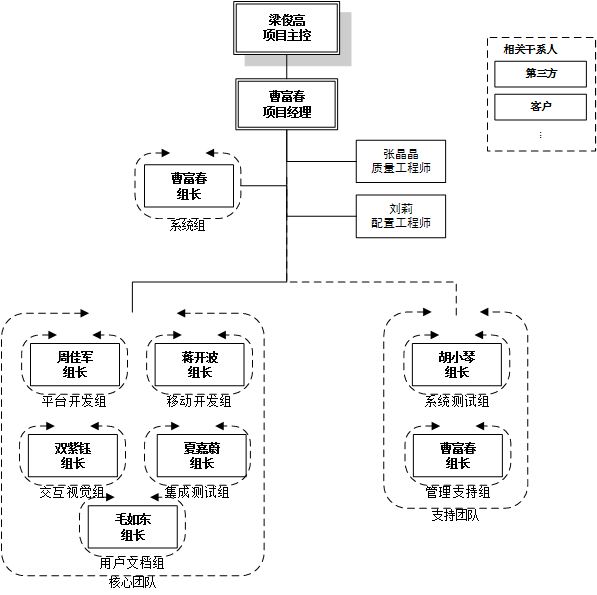 梁俊高
项目主控
相关干系人
第三方
客户
...
曹富春
项目经理
张晶晶
质量工程师
曹富春
组长
系统组
刘莉
配置工程师
周佳军
组长
平台开发组
蒋开波
组长
移动开发组
胡小琴
组长
系统测试组
双紫钰
组长
交互视觉组
夏嘉蔚
组长
集成测试组
曹富春
组长
管理支持组
支持团队
毛如东
组长
用户文档组
核心团队